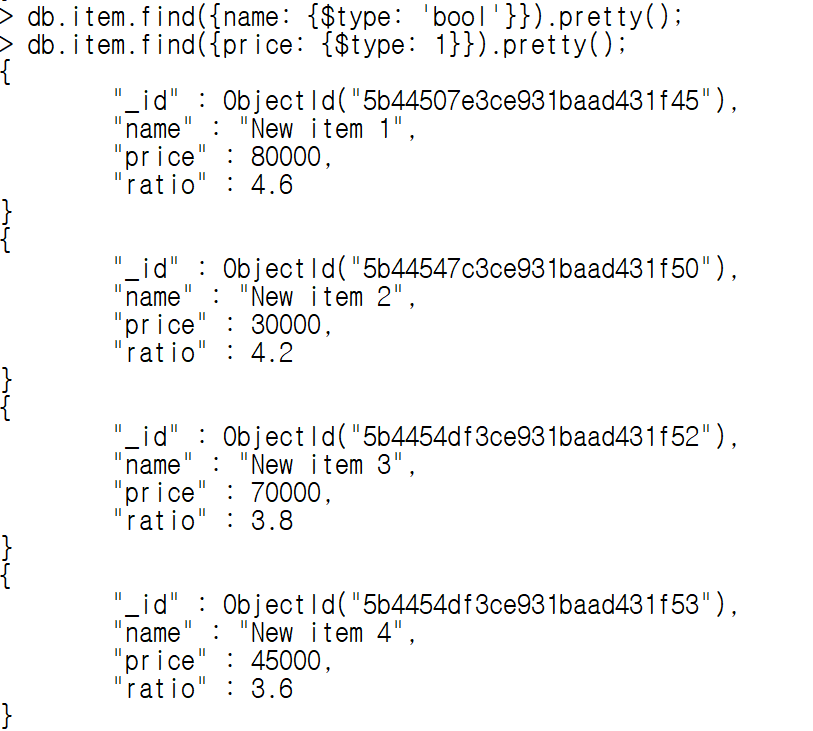 > db.item.find({name: {$type: 'bool'}}).pretty();
> db.item.find({price: {$type: 1}}).pretty();
{
        "_id" : ObjectId("5b44507e3ce931baad431f45"),
        "name" : "New item 1",
        "price" : 80000,
        "ratio" : 4.6
}
{
        "_id" : ObjectId("5b44547c3ce931baad431f50"),
        "name" : "New item 2",
        "price" : 30000,
        "ratio" : 4.2
}
{
        "_id" : ObjectId("5b4454df3ce931baad431f52"),
        "name" : "New item 3",
        "price" : 70000,
        "ratio" : 3.8
}
{
        "_id" : ObjectId("5b4454df3ce931baad431f53"),
        "name" : "New item 4",
        "price" : 45000,
        "ratio" : 3.6
}